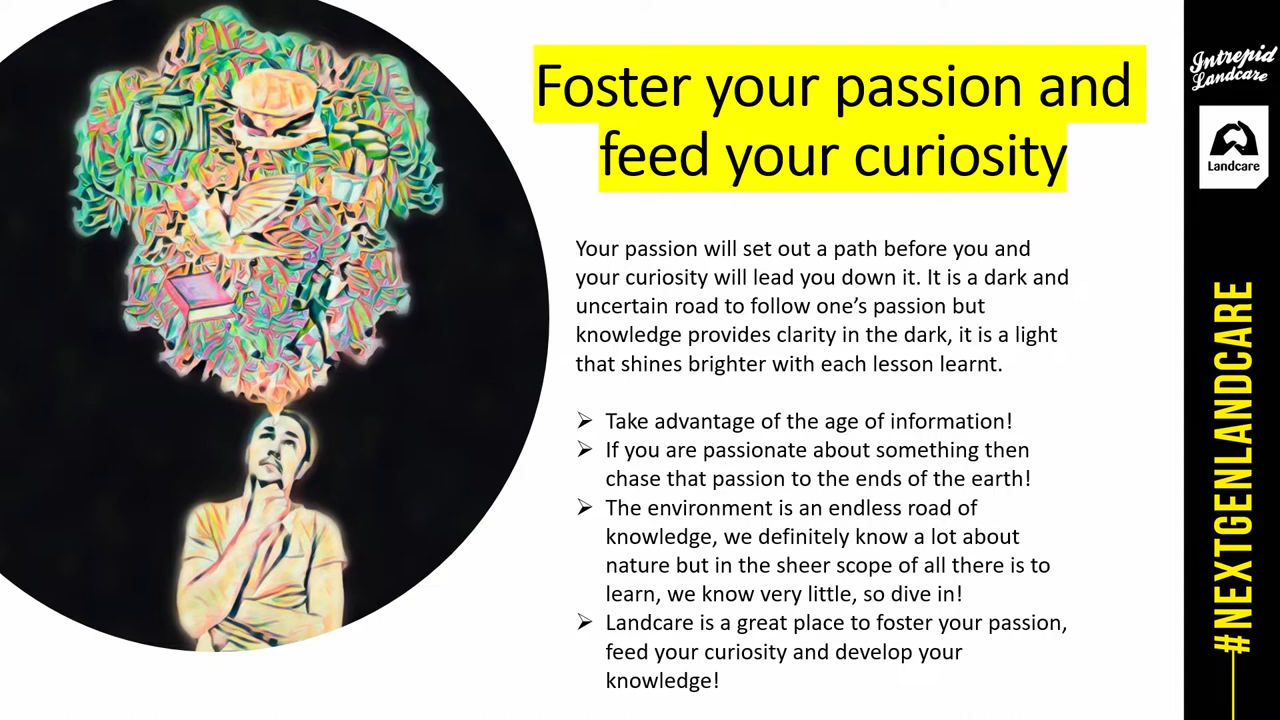 Foster your passion and
feed your curiosity
Your passion will set out a path before you and
your curiosity will lead you down it. It is a dark and
uncertain road to follow one’s passion but
knowledge provides clarity in the dark, it is a light
that shines brighter with each lesson learnt.
➢ Take advantage of the age of information!
➢ If you are passionate about something then
chase that passion to the ends of the earth!
➢ The environment is an endless road of
knowledge, we definitely know a lot about
nature but in the sheer scope of all there is to
learn, we know very little, so dive in!
➢ Landcare is a great place to foster your passion,
feed your curiosity and develop your
knowledge!
Intrepid
Landcare
Landcare
#NEXTGENLANDCARE